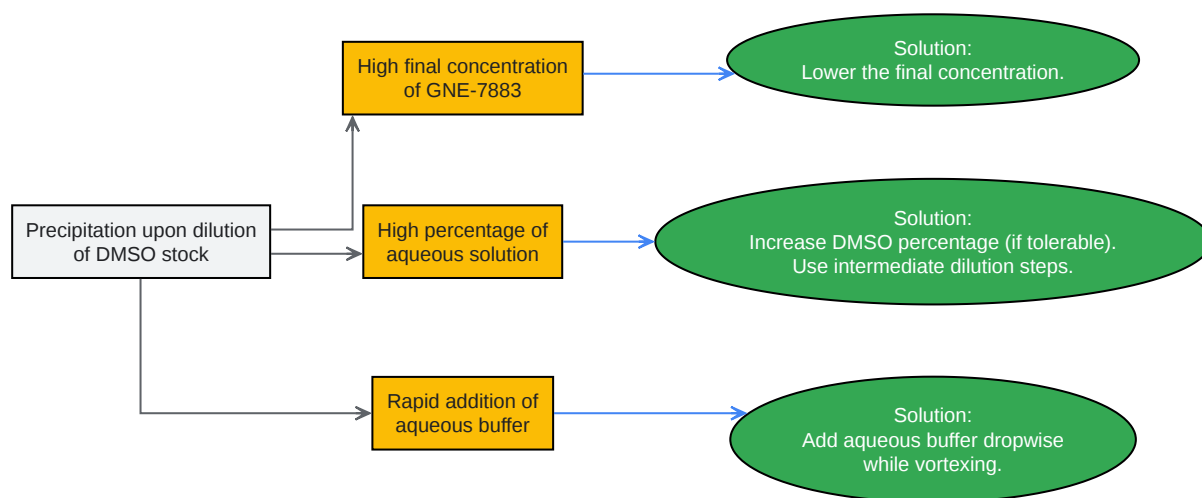 High final concentration
of GNE-7883
Solution:
Lower the final concentration.
Precipitation upon dilution
of DMSO stock
High percentage of
aqueous solution
Solution:
Increase DMSO percentage (if tolerable).
Use intermediate dilution steps.
Rapid addition of
aqueous buffer
Solution:
Add aqueous buffer dropwise
while vortexing.